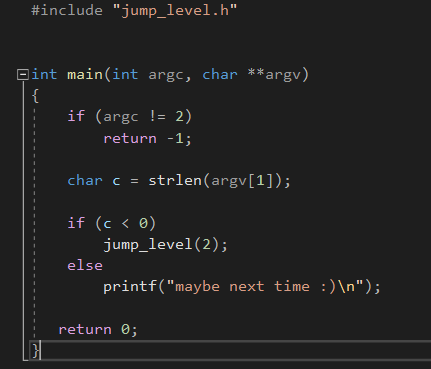 #include "jump_level.h"
int main(int argc, char **argv)
{
if (argc != 2)
return -1;
char c = strlen(argv[1]);
if (c < 0)
jump_level(2);
else
printf("maybe next time :)\n");
return 0;
}